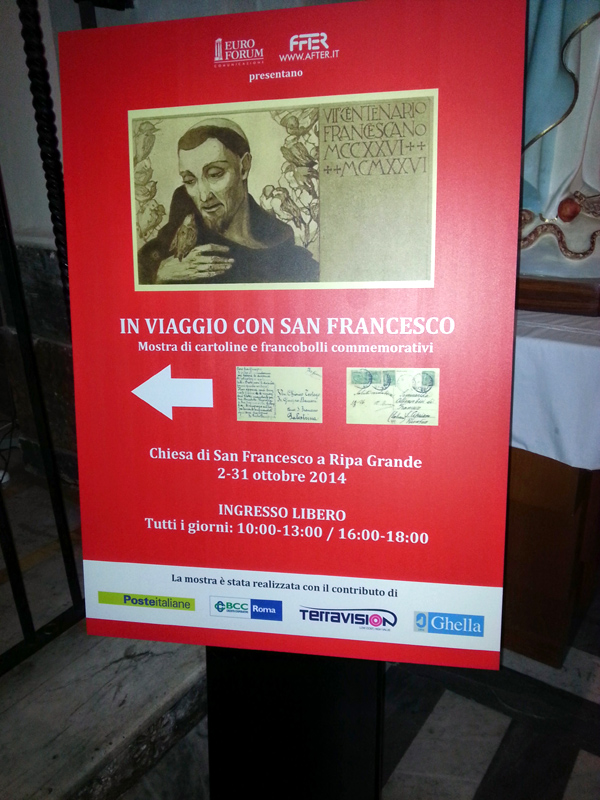 EURO
FORUM
COMUNICAZIONE
AFTER
WWW.AFTER.IT
presentano
VII CENTENARIO
FRANCESCANO
MCCXXVI ++
++ MCMXXVI
IN VIAGGIO CON SAN FRANCESCO
Mostra di cartoline e francobolli commemorativi
Chiesa di San Francesco a Ripa Grande
2-31 ottobre 2014
INGRESSO LIBERO
Tutti i giorni: 10:00-13:00 / 16:00-18:00
La mostra è stata realizzata con il contributo di
Posteitaliane
BCC Roma
TERRAVISION
Ghella